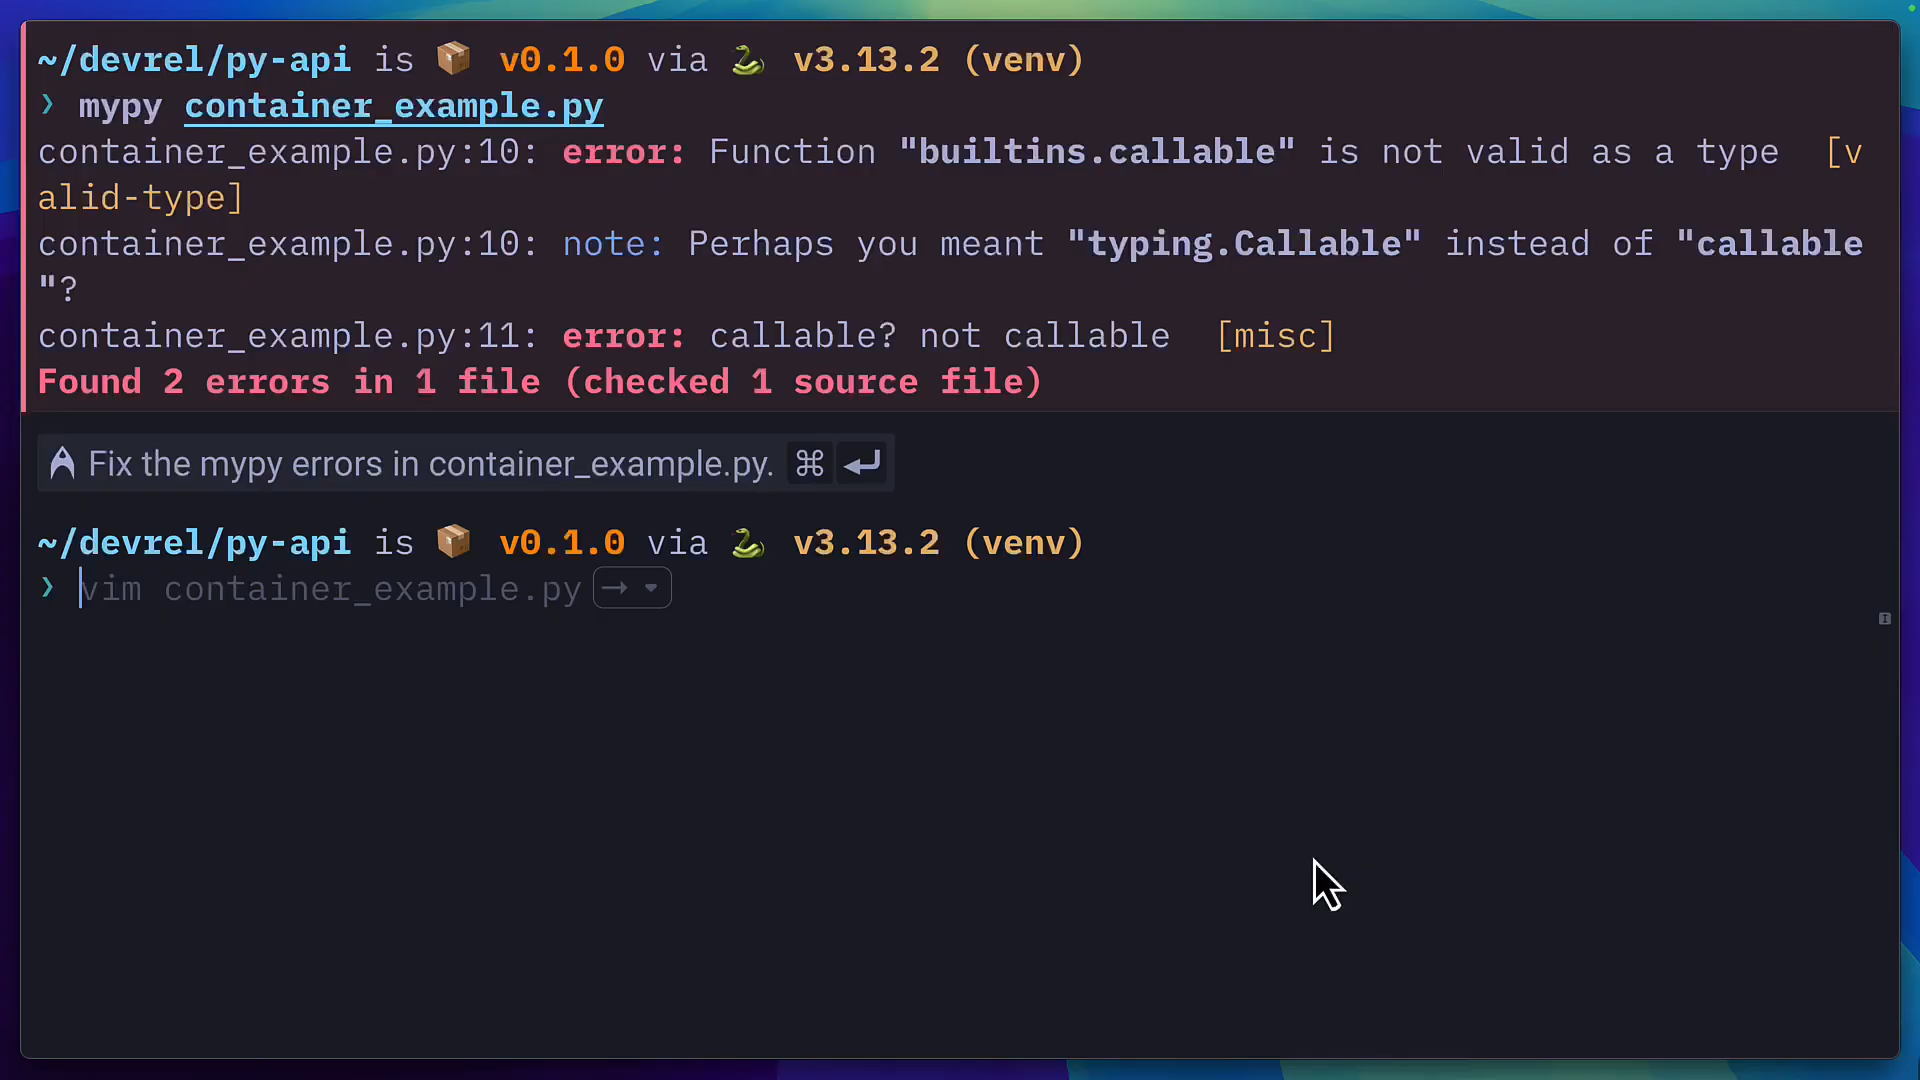 ~/devrel/py-api is 📦 v0.1.0 via 🐍 v3.13.2 (venv)
❯ mypy container_example.py
container_example.py:10: error: Function "builtins.callable" is not valid as a type  [v
alid-type]
container_example.py:10: note: Perhaps you meant "typing.Callable" instead of "callable
"?
container_example.py:11: error: callable? not callable  [misc]
Found 2 errors in 1 file (checked 1 source file)
Fix the mypy errors in container_example.py. ⌘ ↵
~/devrel/py-api is 📦 v0.1.0 via 🐍 v3.13.2 (venv)
❯ vim container_example.py →